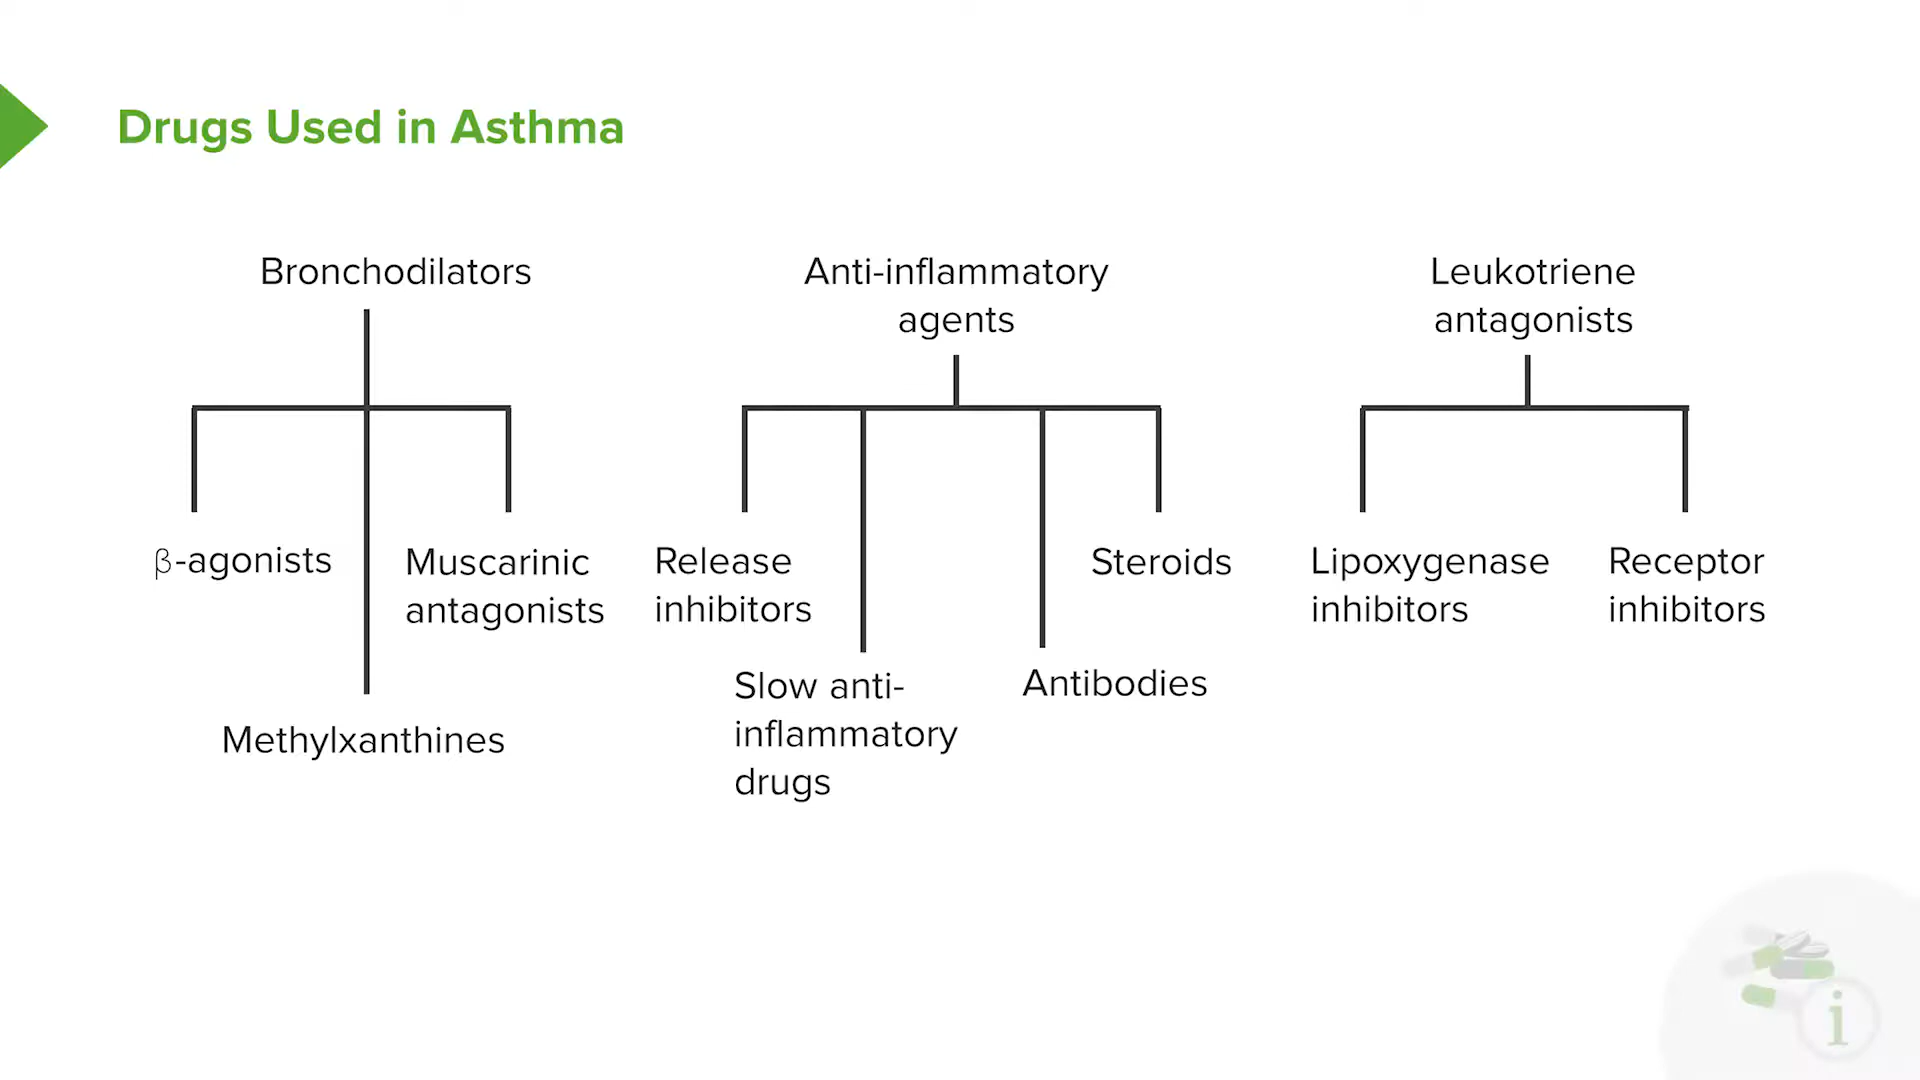 Drugs Used in Asthma
Bronchodilators
β-agonists
Muscarinic
antagonists
Methylxanthines
Anti-inflammatory
agents
Release
inhibitors
Slow anti-
inflammatory
drugs
Antibodies
Steroids
Leukotriene
antagonists
Lipoxygenase
inhibitors
Receptor
inhibitors
i